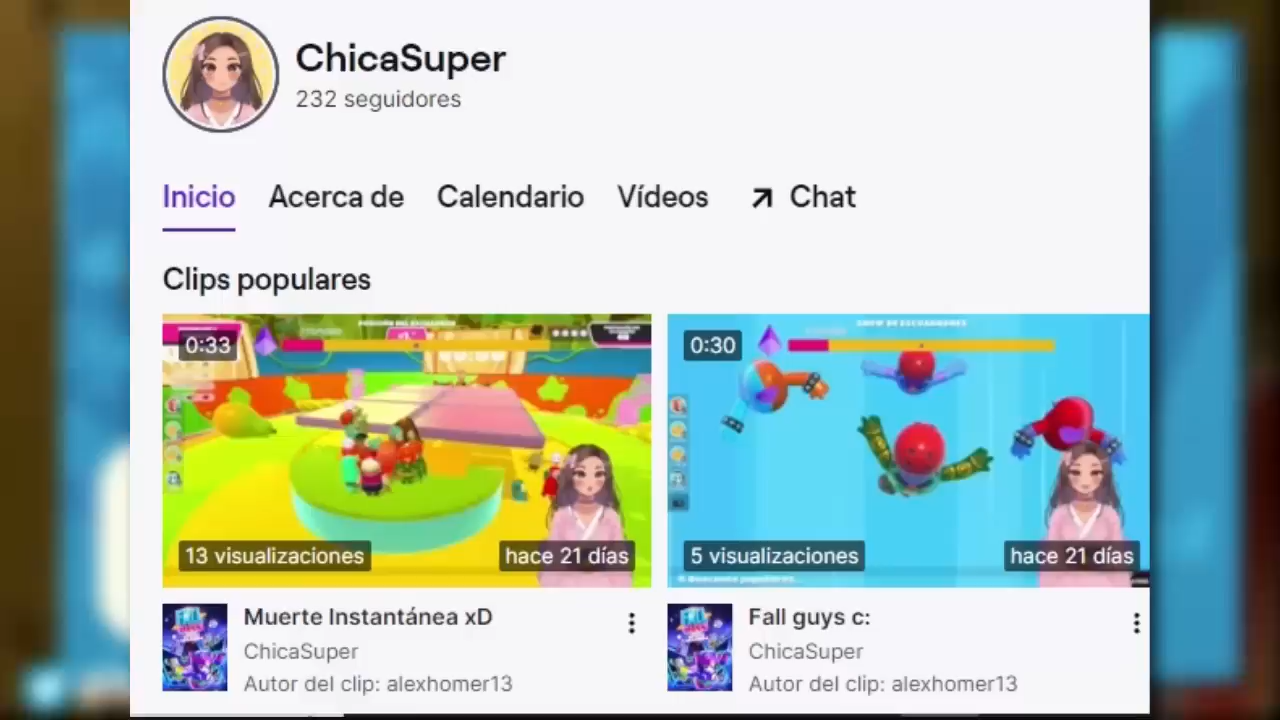 ChicaSuper
232 seguidores
Inicio Acerca de Calendario Vídeos Chat
Clips populares
0:33
0:30
13 visualizaciones
hace 21 días
5 visualizaciones
hace 21 días
Muerte Instantánea xD
ChicaSuper
Autor del clip: alexhomer13
Fall guys c:
ChicaSuper
Autor del clip: alexhomer13